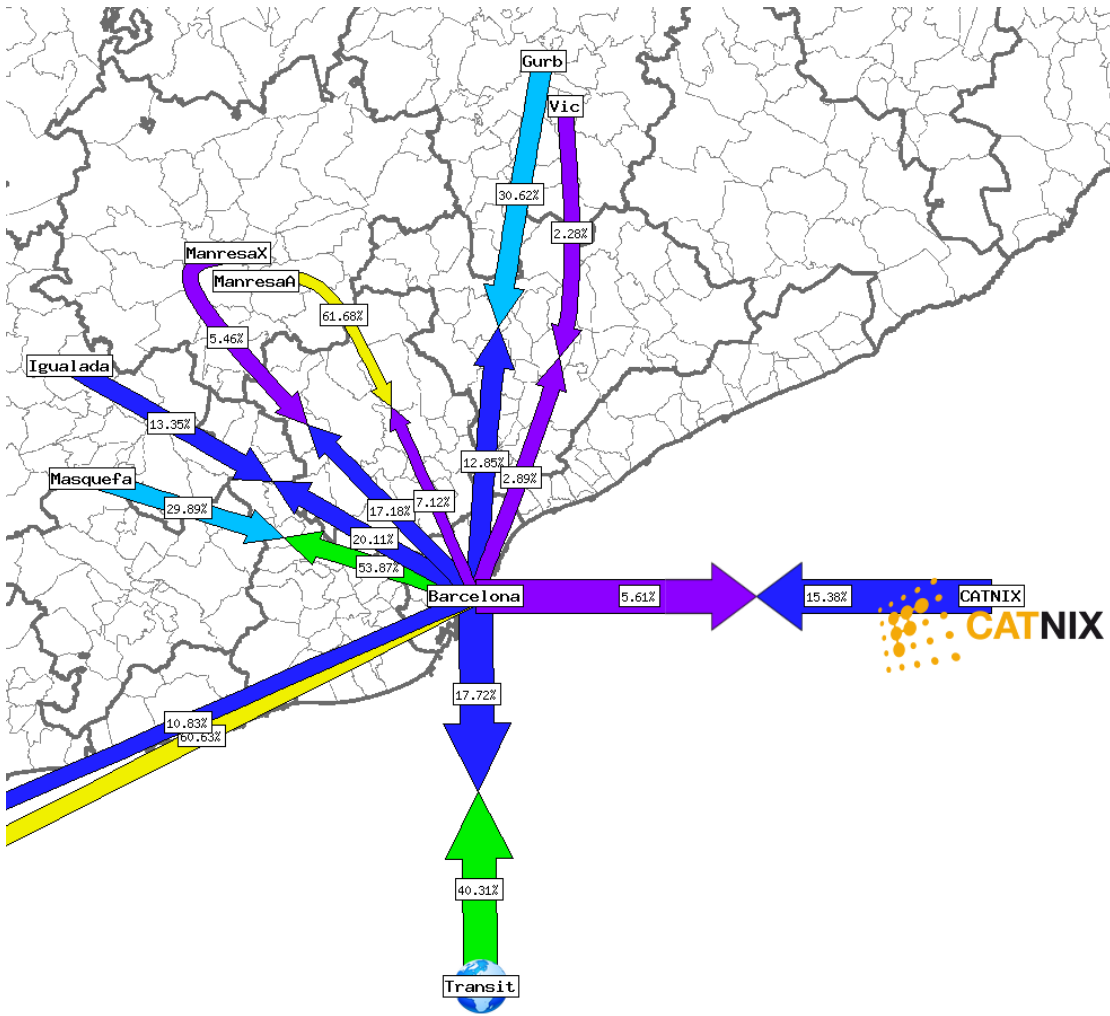 Gurb
Vic
30.62%
2.28%
ManresaX
ManresaA
61.68%
5.46%
Igualada
13.35%
12.85%
2.89%
Masquefa
7.12%
29.89%
17.18%
20.11%
53.87%
Barcelona
5.61%
15.38%
CATNIX
CATNIX
17.72%
10.83%
60.63%
40.31%
Transit